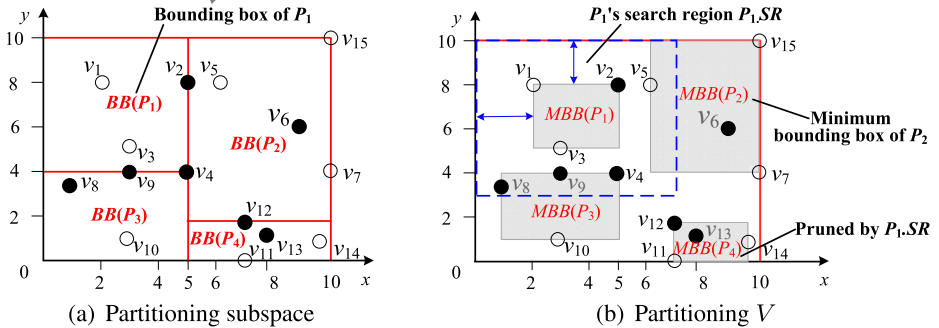 Bounding box of P₁
y
10
8
6
4
2
0
2
4
5
6
8
10
x
v₁
v₂
v₅
v₁₅
BB(P₁)
BB(P₂)
v₆
v₃
v₈
v₉
v₄
v₇
BB(P₃)
v₁₂
BB(P₄)
v₁₀
v₁₁
v₁₃
v₁₄
(a) Partitioning subspace
P₁'s search region P₁.SR
y
10
8
6
4
2
0
2
4
5
6
8
10
x
v₁
v₂
v₅
v₁₅
MBB(P₁)
MBB(P₂)
v₆
Minimum
bounding box of P₂
v₃
v₈
v₉
v₄
v₇
MBB(P₃)
v₁₂
v₁₃
Pruned by P₁.SR
MBB(P₄)
v₁₀
v₁₁
v₁₄
(b) Partitioning V